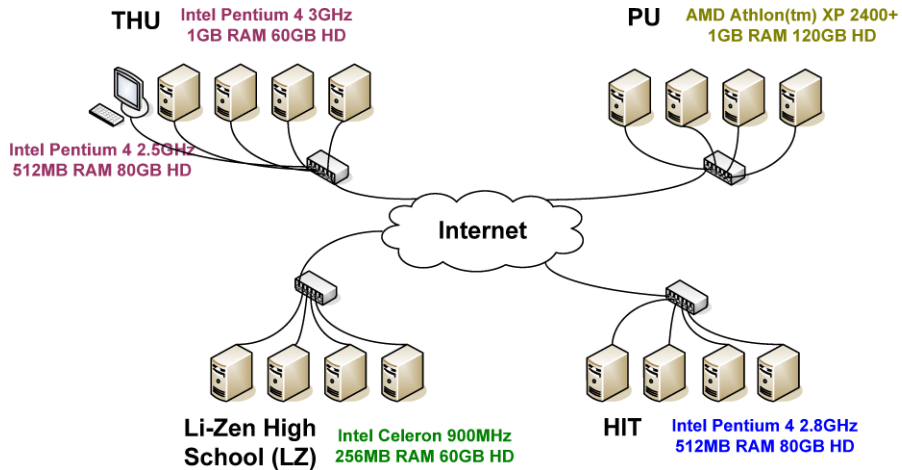 THU
Intel Pentium 4 3GHz
1GB RAM 60GB HD
PU
AMD Athlon(tm) XP 2400+
1GB RAM 120GB HD
Intel Pentium 4 2.5GHz
512MB RAM 80GB HD
Internet
Li-Zen High
School (LZ)
Intel Celeron 900MHz
256MB RAM 60GB HD
HIT
Intel Pentium 4 2.8GHz
512MB RAM 80GB HD